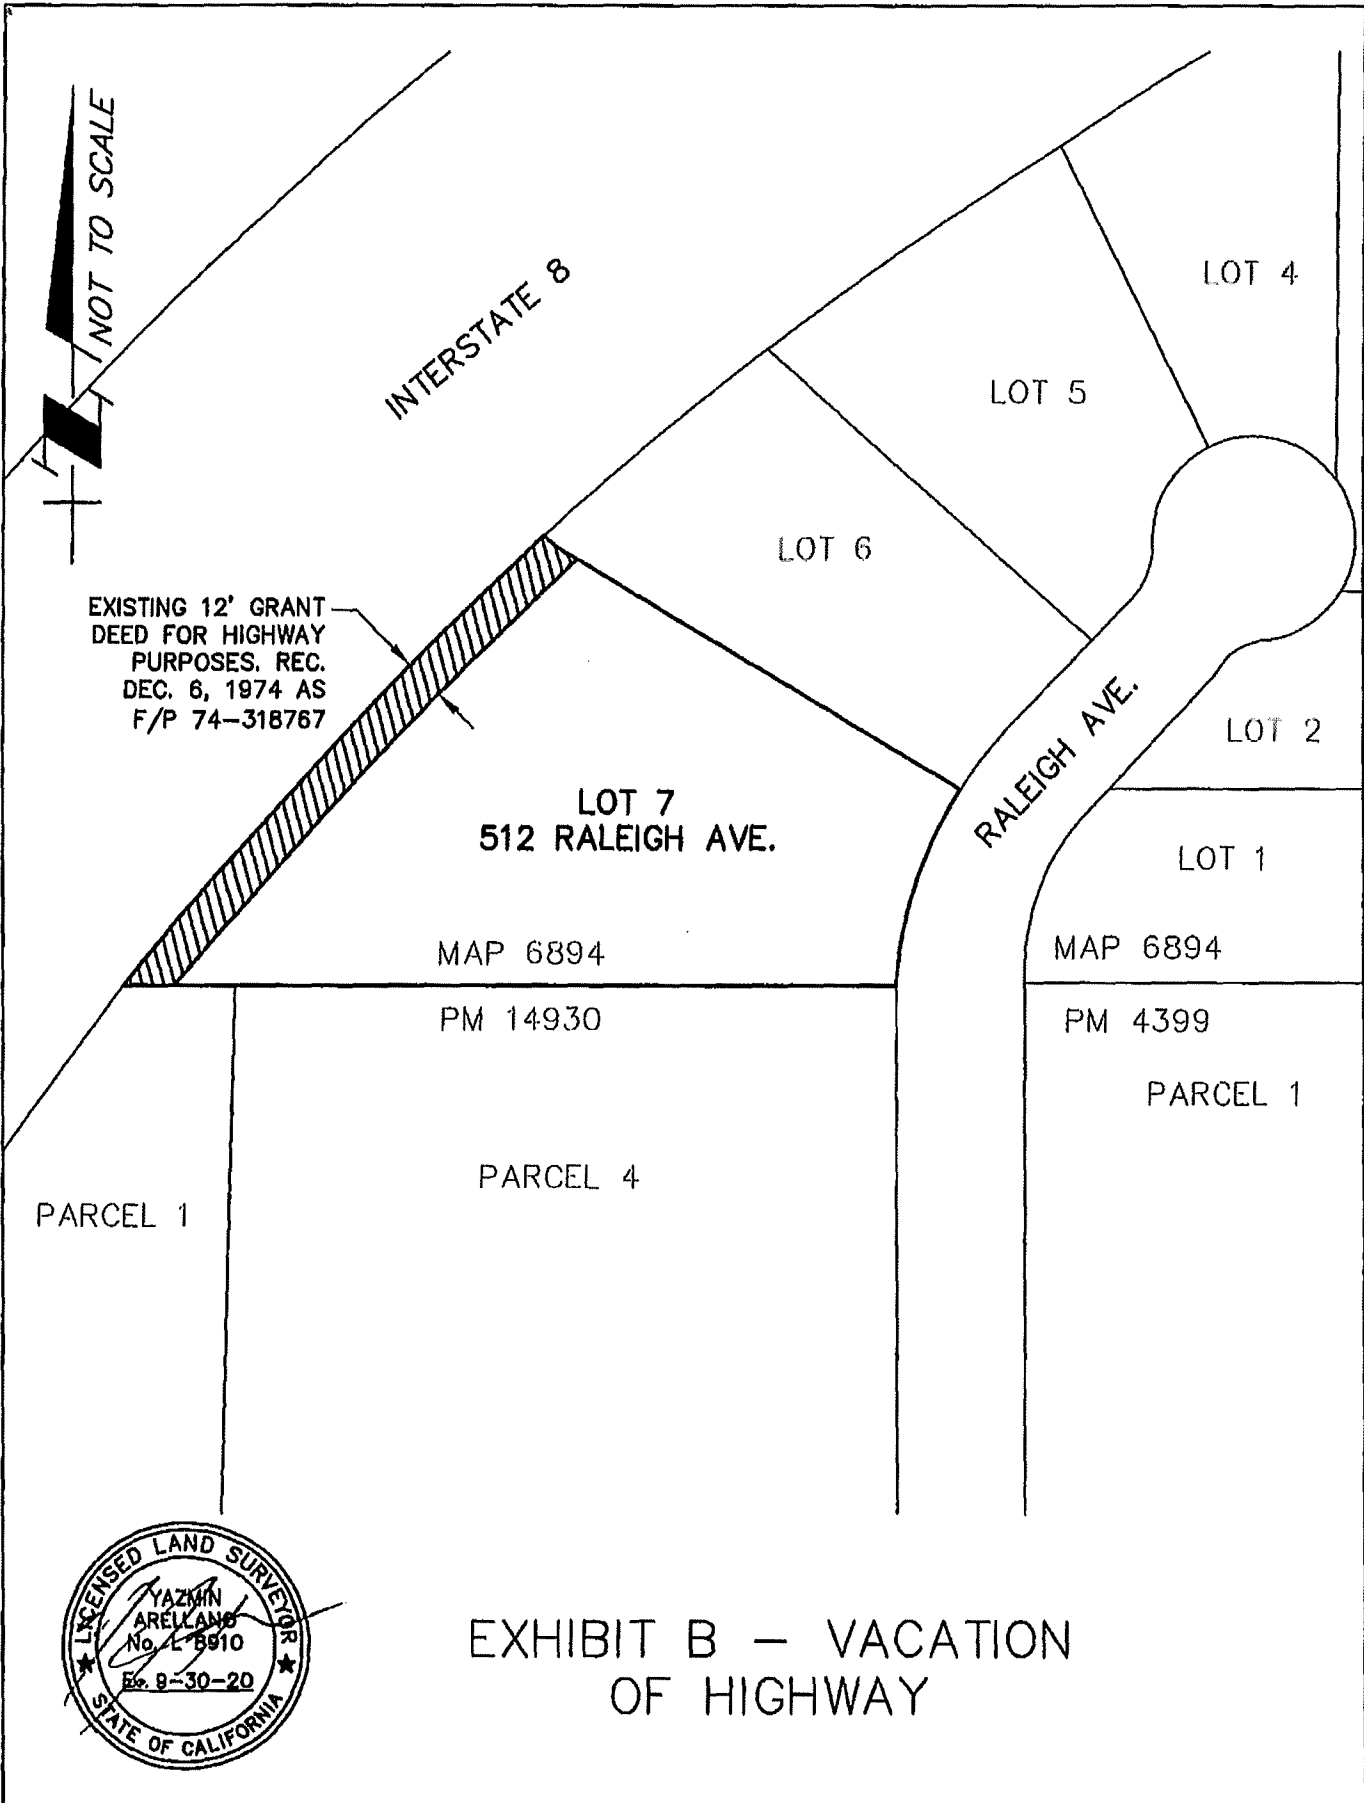 NOT TO SCALE
N
INTERSTATE 8
LOT 4
LOT 5
LOT 6
EXISTING 12' GRANT
DEED FOR HIGHWAY
PURPOSES. REC.
DEC. 6, 1974 AS
F/P 74-318767
LOT 7
512 RALEIGH AVE.
RALEIGH AVE.
LOT 2
LOT 1
MAP 6894
MAP 6894
PM 14930
PM 4399
PARCEL 1
PARCEL 4
PARCEL 1
LICENSED LAND SURVEYOR
YAZMIN
ARELLANO
No. L 8910
Exp. 9-30-20
STATE OF CALIFORNIA
EXHIBIT B – VACATION
OF HIGHWAY